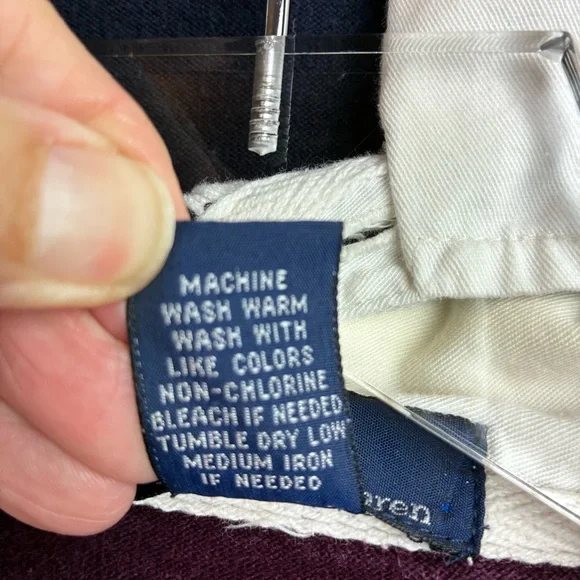 MACHINE
WASH WARM
WASH WITH
LIKE COLORS
NON-CHLORINE
BLEACH IF NEEDED
TUMBLE DRY LOW
MEDIUM IRON
IF NEEDED